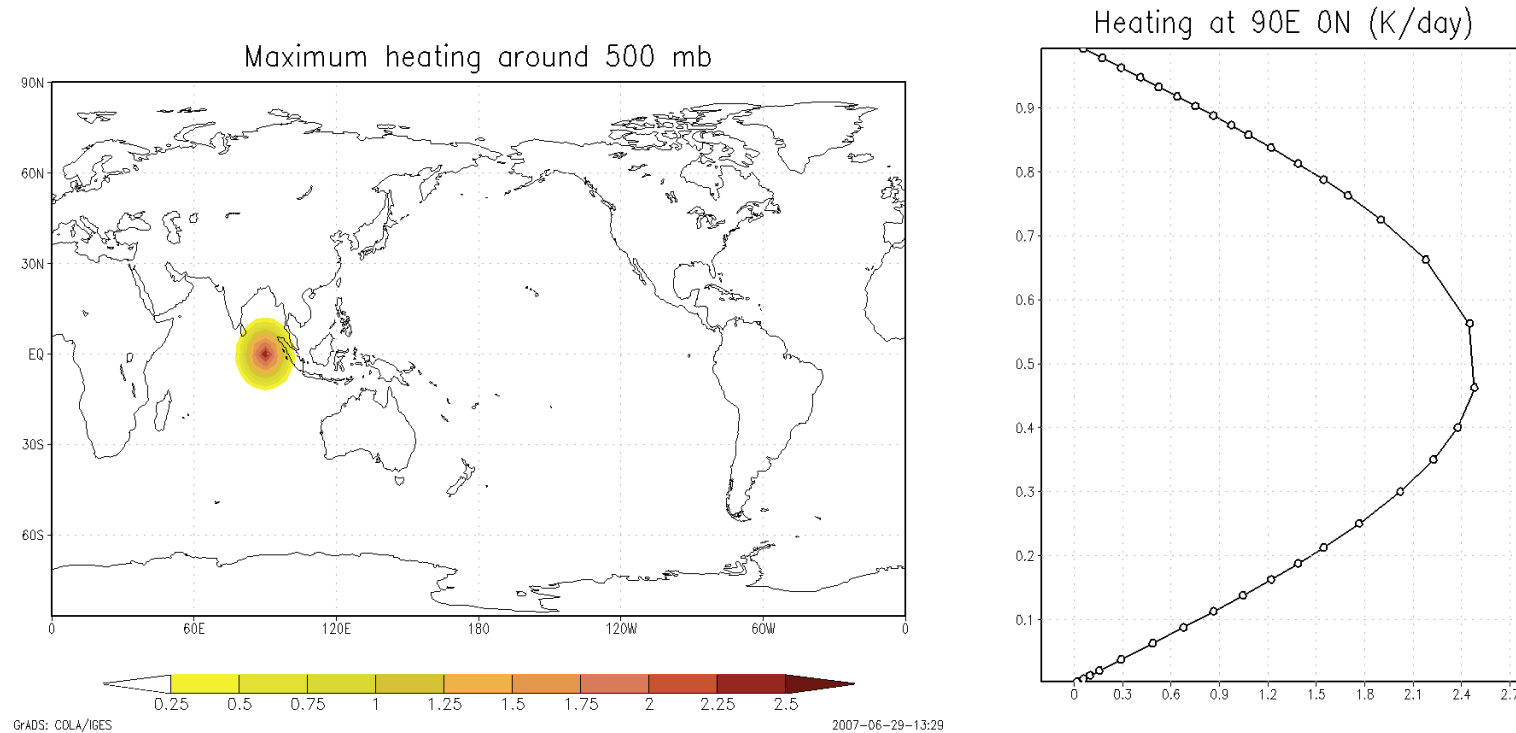 Maximum heating around 500 mb
90N
60N
30N
EQ
30S
60S
0 60E 120E 180 120W 60W 0
0.25 0.5 0.75 1 1.25 1.5 1.75 2 2.25 2.5
GrADS: COLA/IGES 2007-06-29-13:29
Heating at 90E 0N (K/day)
0.9
0.8
0.7
0.6
0.5
0.4
0.3
0.2
0.1
0 0.3 0.6 0.9 1.2 1.5 1.8 2.1 2.4 2.7